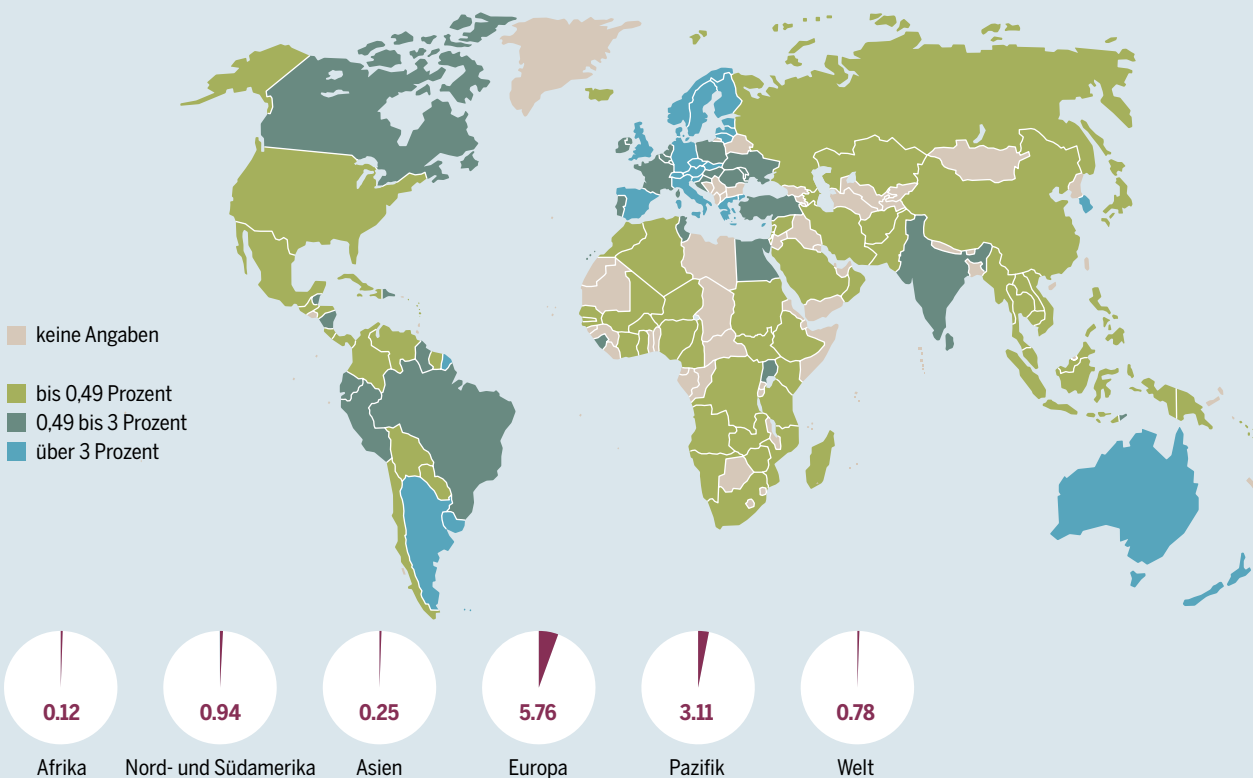 keine Angaben
bis 0,49 Prozent
0,49 bis 3 Prozent
über 3 Prozent
0.12
0.94
0.25
5.76
3.11
0.78
Afrika
Nord- und Südamerika
Asien
Europa
Pazifik
Welt